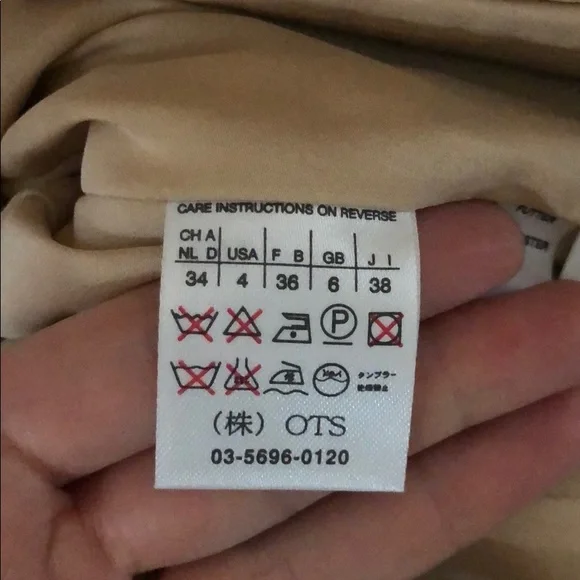 CARE INSTRUCTIONS ON REVERSE
CH A
NL D USA F B GB J I
34 4 36 6 38
P
タンブラー
乾燥禁止
(株) OTS
03-5696-0120